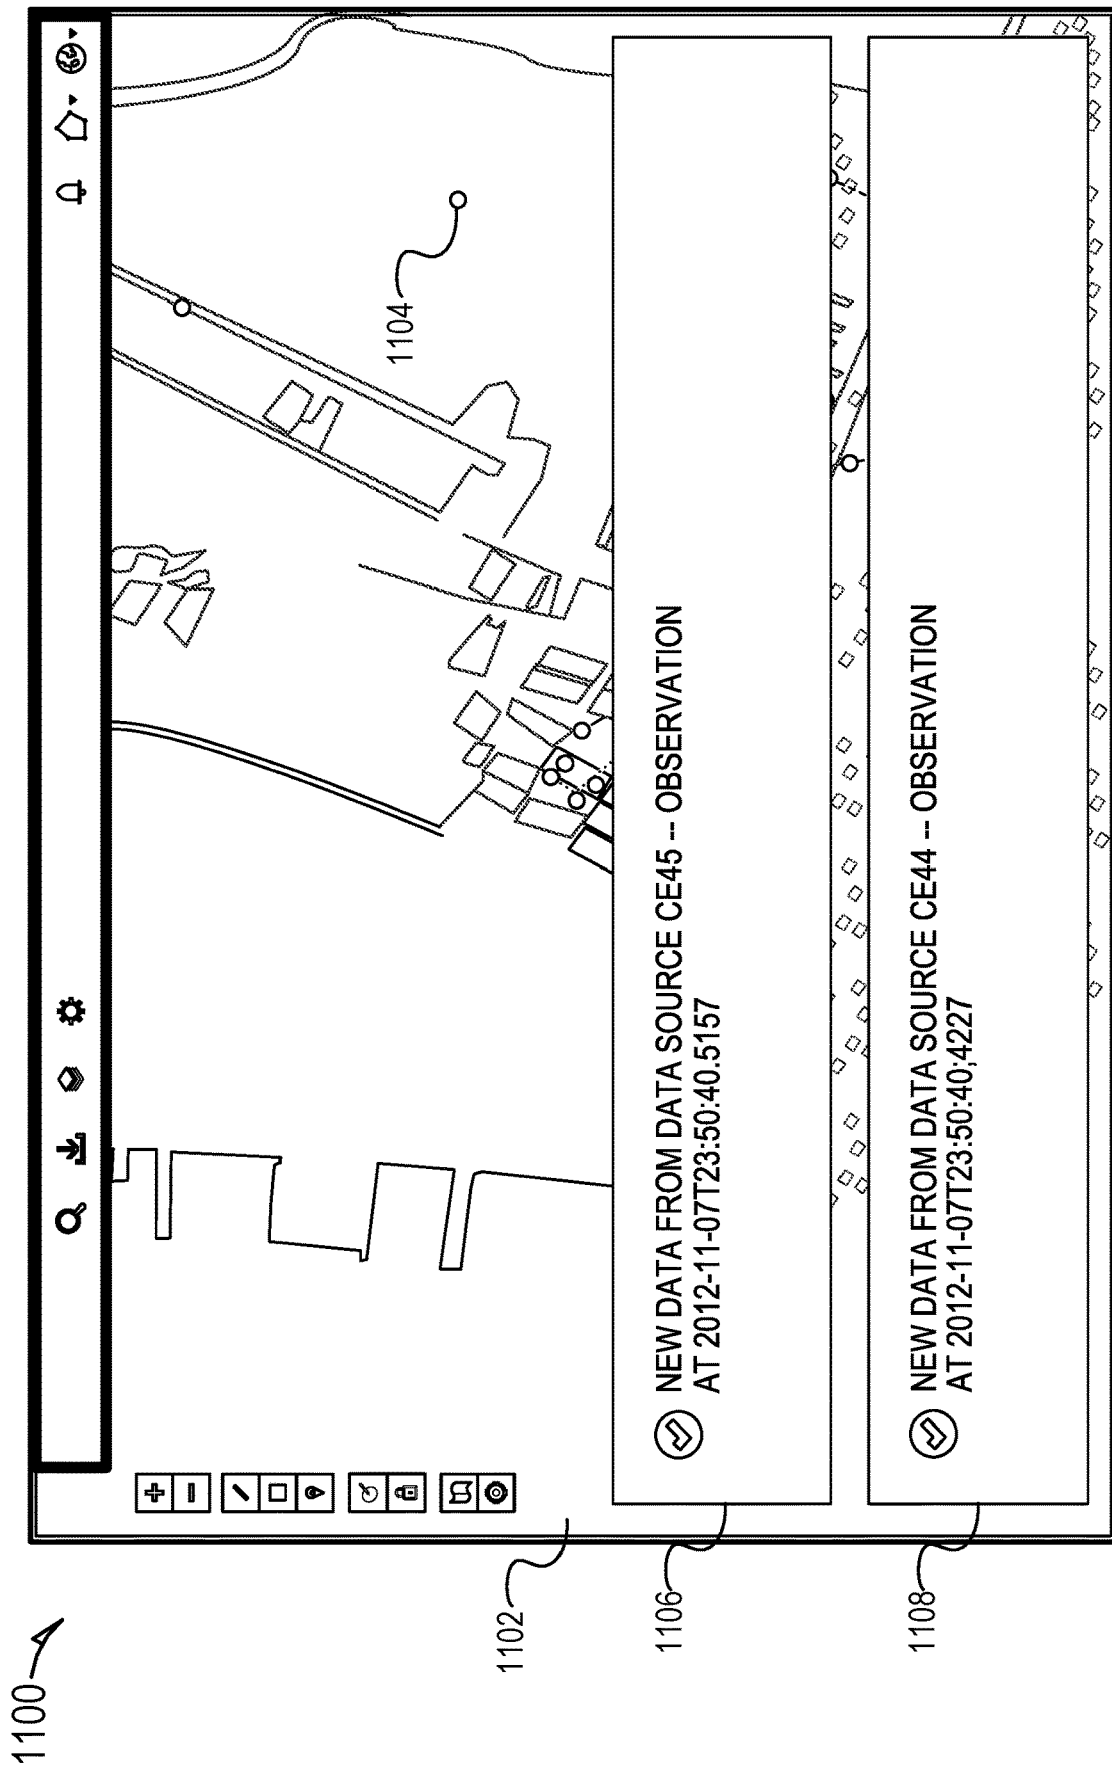 1100
1102
1104
1106
NEW DATA FROM DATA SOURCE CE45 -- OBSERVATION
AT 2012-11-07T23:50:40.5157
1108
NEW DATA FROM DATA SOURCE CE44 -- OBSERVATION
AT 2012-11-07T23:50:40;4227